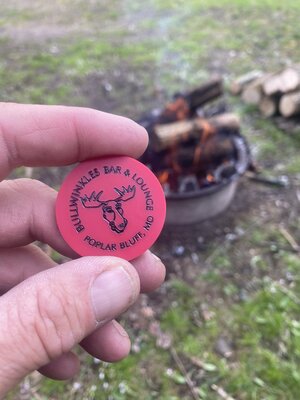 BULLWINKLES BAR & LOUNGE
POPLAR BLUFF, MO